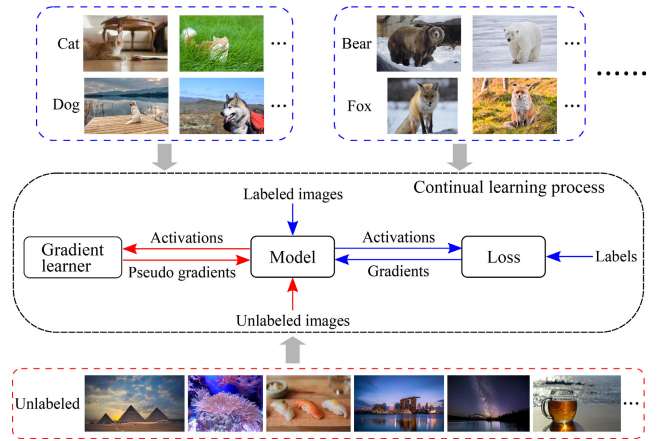 Cat
Dog
Bear
Fox
Continual learning process
Labeled images
Activations
Activations
Gradient
learner
Model
Loss
Labels
Pseudo gradients
Gradients
Unlabeled images
Unlabeled